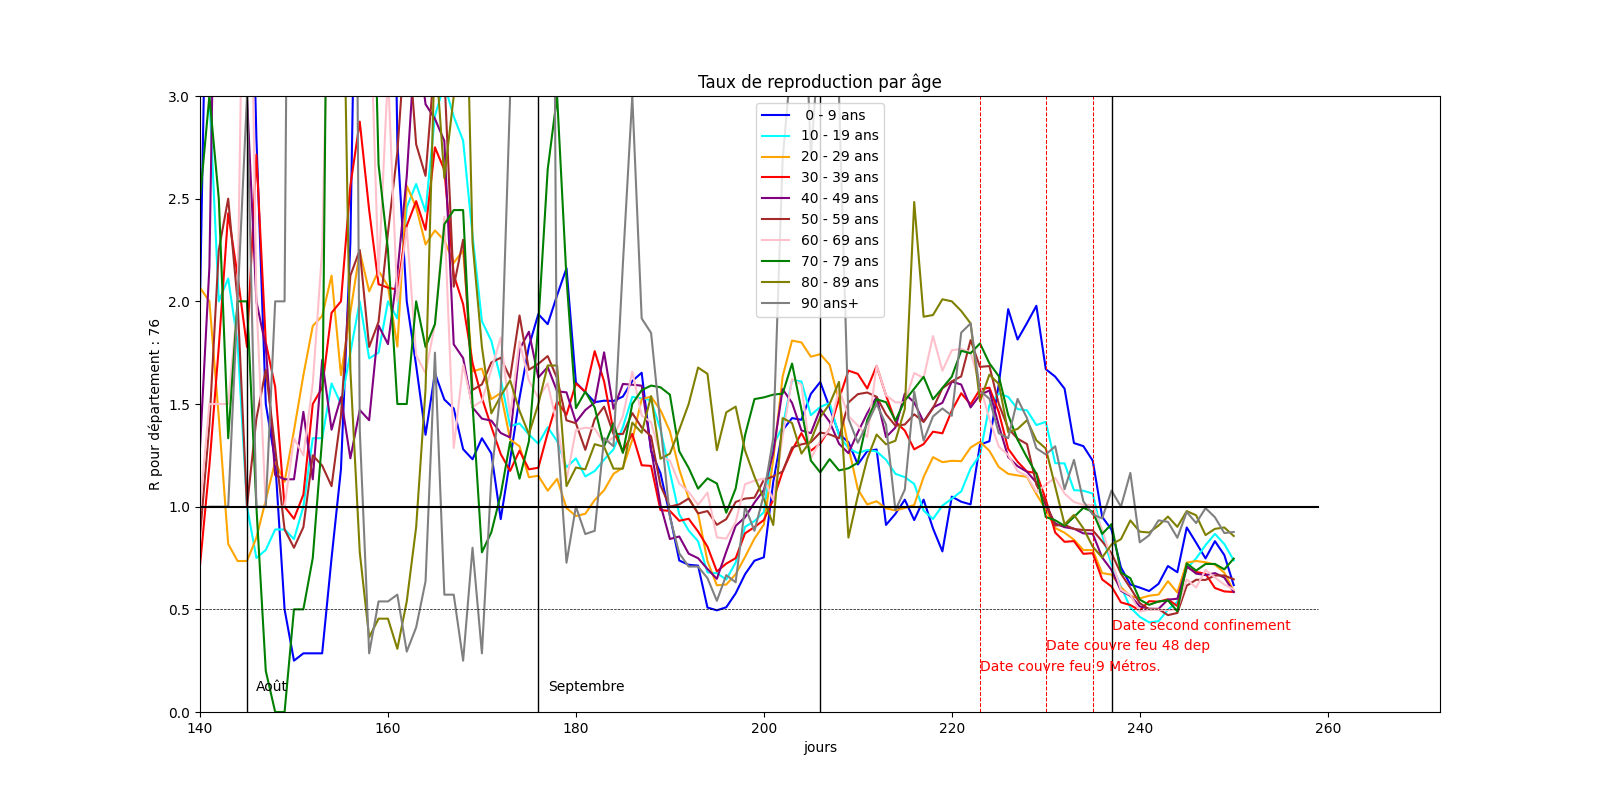 Taux de reproduction par âge
R pour département : 76
3.0
2.5
2.0
1.5
1.0
0.5
0.0
0 - 9 ans
10 - 19 ans
20 - 29 ans
30 - 39 ans
40 - 49 ans
50 - 59 ans
60 - 69 ans
70 - 79 ans
80 - 89 ans
90 ans+
Date second confinement
Date couvre feu 48 dep
Date couvre feu 9 Métros.
Août
Septembre
140
160
180
200
220
240
260
jours